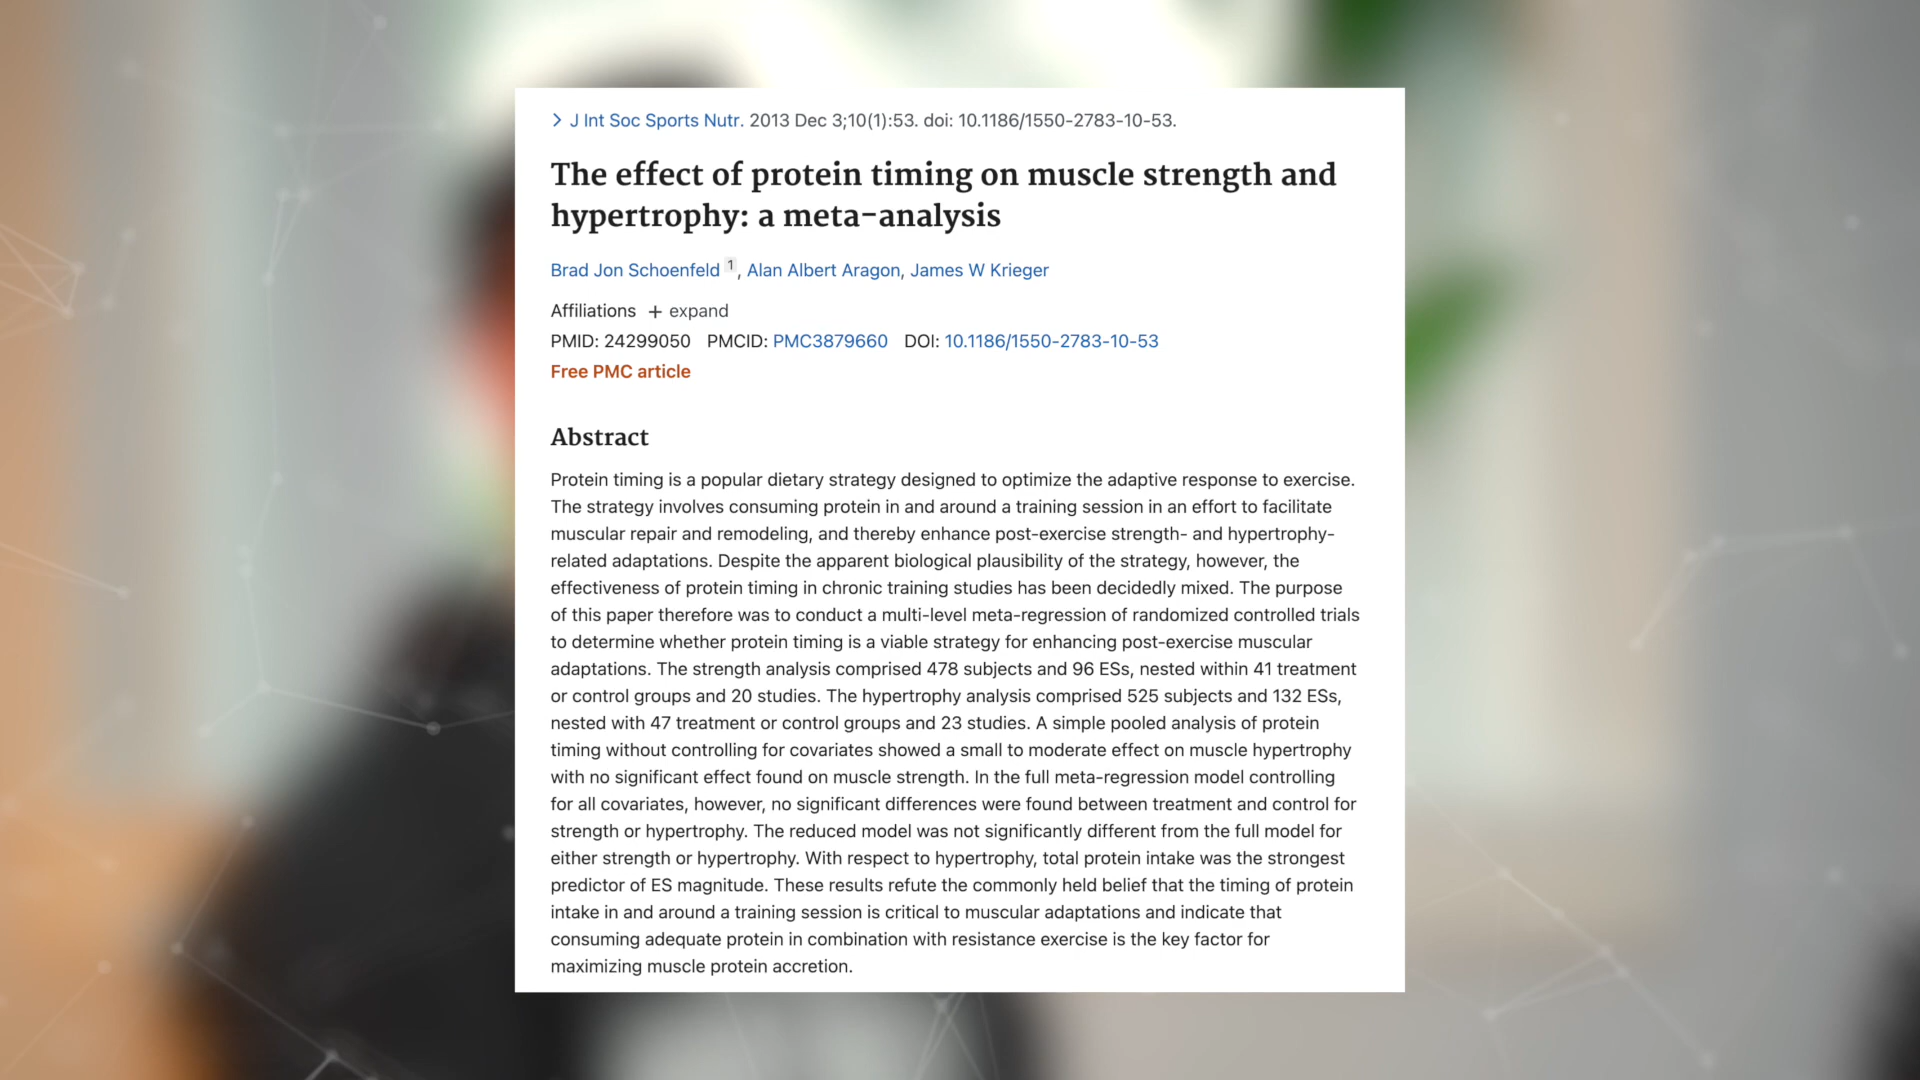 > J Int Soc Sports Nutr. 2013 Dec 3;10(1):53. doi: 10.1186/1550-2783-10-53.
The effect of protein timing on muscle strength and
hypertrophy: a meta-analysis
Brad Jon Schoenfeld 1, Alan Albert Aragon, James W Krieger
Affiliations + expand
PMID: 24299050 PMCID: PMC3879660 DOI: 10.1186/1550-2783-10-53
Free PMC article
Abstract
Protein timing is a popular dietary strategy designed to optimize the adaptive response to exercise.
The strategy involves consuming protein in and around a training session in an effort to facilitate
muscular repair and remodeling, and thereby enhance post-exercise strength- and hypertrophy-
related adaptations. Despite the apparent biological plausibility of the strategy, however, the
effectiveness of protein timing in chronic training studies has been decidedly mixed. The purpose
of this paper therefore was to conduct a multi-level meta-regression of randomized controlled trials
to determine whether protein timing is a viable strategy for enhancing post-exercise muscular
adaptations. The strength analysis comprised 478 subjects and 96 ESs, nested within 41 treatment
or control groups and 20 studies. The hypertrophy analysis comprised 525 subjects and 132 ESs,
nested with 47 treatment or control groups and 23 studies. A simple pooled analysis of protein
timing without controlling for covariates showed a small to moderate effect on muscle hypertrophy
with no significant effect found on muscle strength. In the full meta-regression model controlling
for all covariates, however, no significant differences were found between treatment and control for
strength or hypertrophy. The reduced model was not significantly different from the full model for
either strength or hypertrophy. With respect to hypertrophy, total protein intake was the strongest
predictor of ES magnitude. These results refute the commonly held belief that the timing of protein
intake in and around a training session is critical to muscular adaptations and indicate that
consuming adequate protein in combination with resistance exercise is the key factor for
maximizing muscle protein accretion.